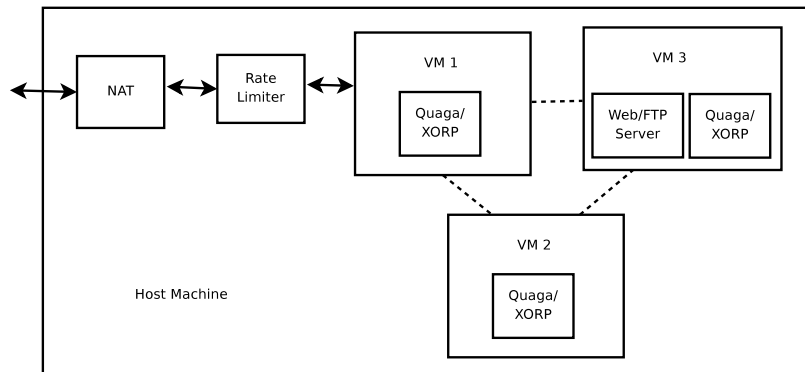 NAT
Rate
Limiter
VM 1
Quaga/
XORP
VM 3
Web/FTP
Server
Quaga/
XORP
VM 2
Quaga/
XORP
Host Machine